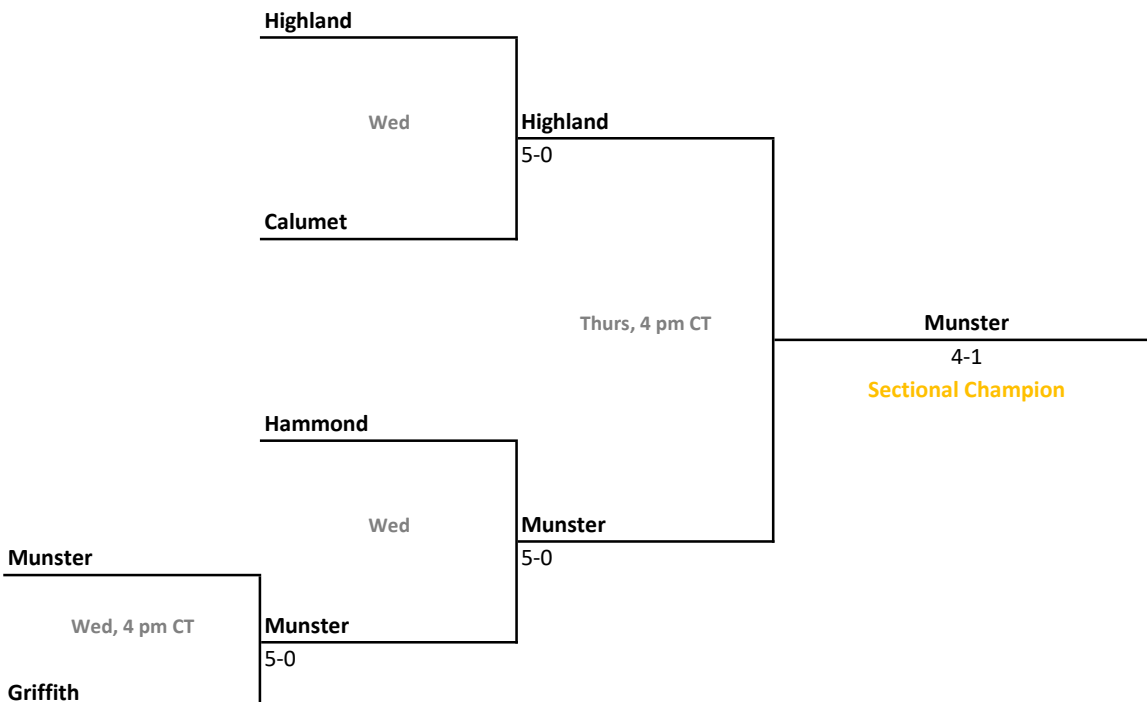 Highland
Wed
Highland
5-0
Calumet
Thurs, 4 pm CT
Munster
4-1
Sectional Champion
Hammond
Wed
Munster
5-0
Munster
Wed, 4 pm CT
Munster
5-0
Griffith